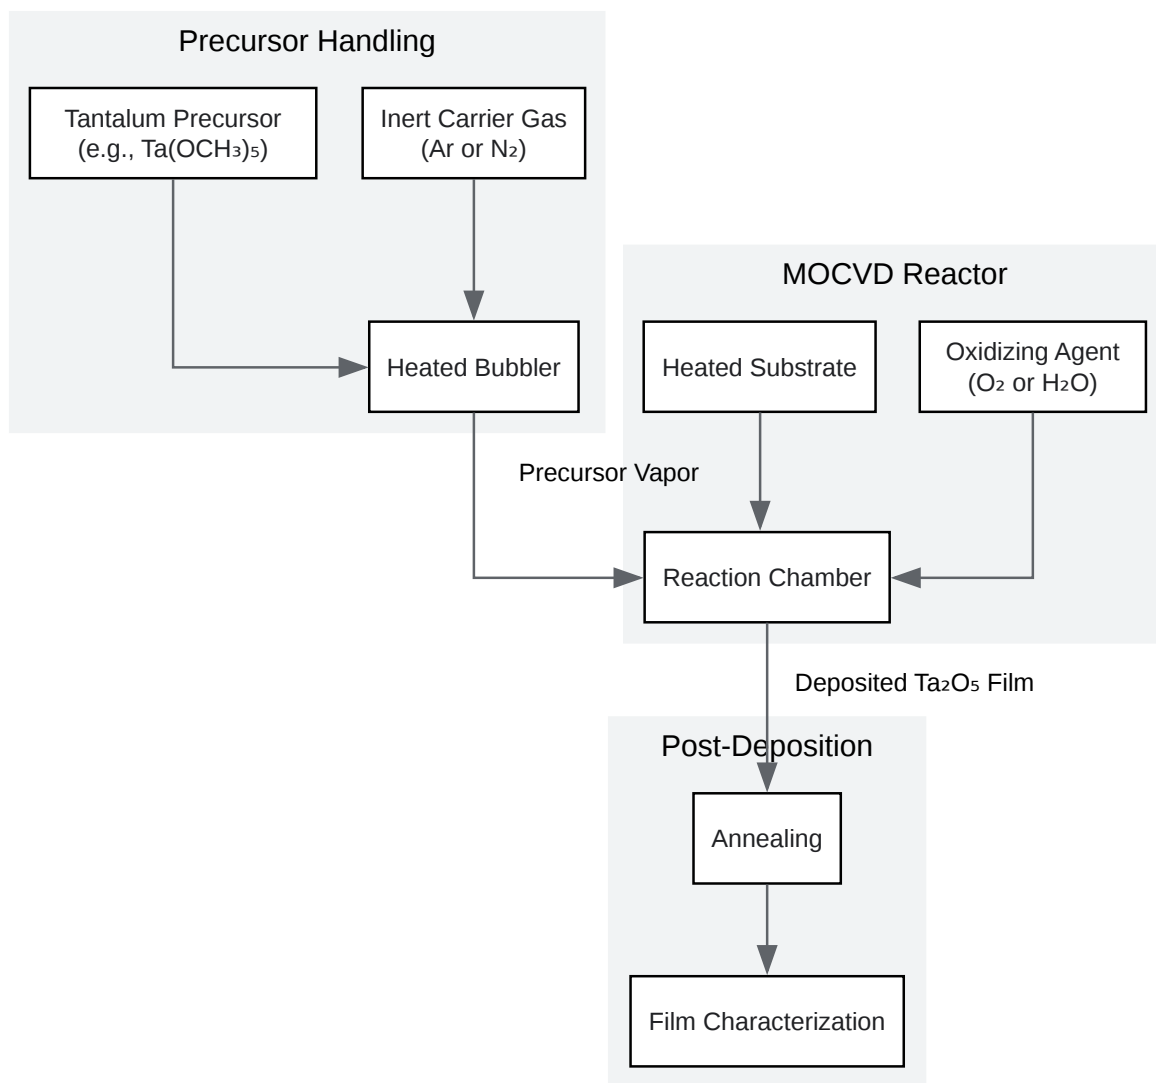 Precursor Handling
Tantalum Precursor
(e.g., Ta(OCH₃)₅)
Inert Carrier Gas
(Ar or N₂)
Heated Bubbler
MOCVD Reactor
Heated Substrate
Oxidizing Agent
(O₂ or H₂O)
Precursor Vapor
Reaction Chamber
Deposited Ta₂O₅ Film
Post-Deposition
Annealing
Film Characterization